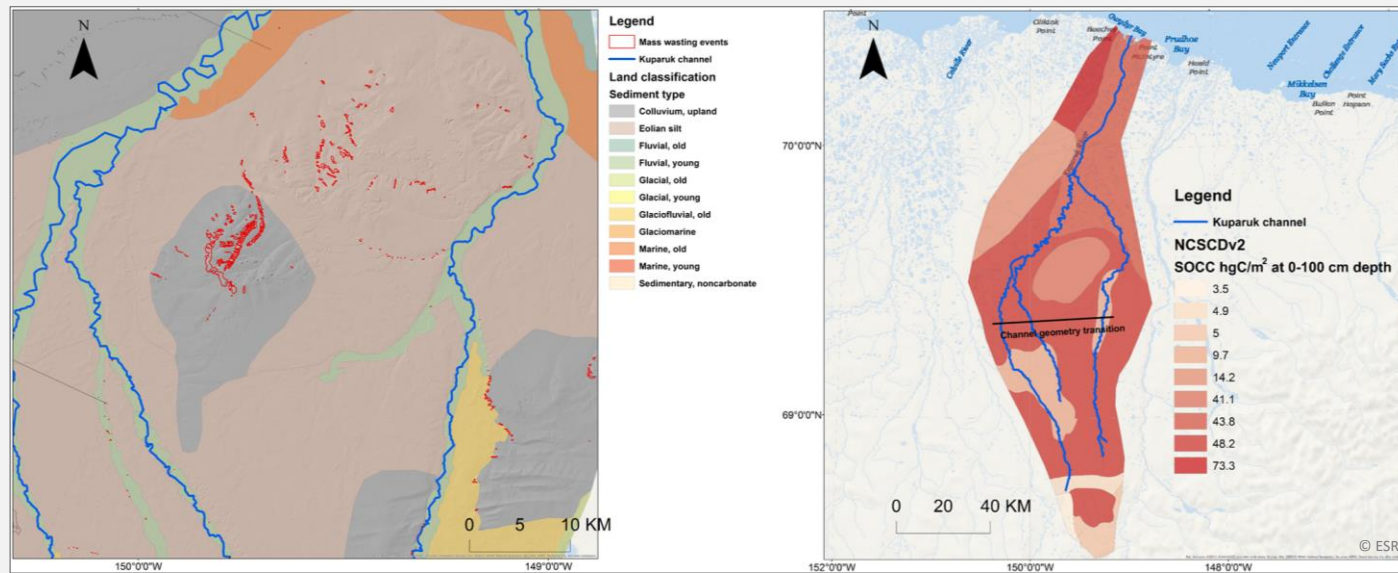 N
Legend
Mass wasting events
Kuparuk channel
Land classification
Sediment type
Colluvium, upland
Eolian silt
Fluvial, old
Fluvial, young
Glacial, old
Glacial, young
Glaciofluvial, old
Glaciomarine
Marine, old
Marine, young
Sedimentary, noncarbonate
0 5 10 KM
150°0'0"W
149°0'0"W
N
Point
Oliktok
Point
Beechey
Point
Gwydyr Bay
Point
McIntyre
Prudhoe
Bay
Heald
Point
Colville River
Newport Entrance
Challenge Entrance
Mary Sachs
Mikkelsen
Bay
Bullen
Point
Point
Hopson
70°0'0"N
69°0'0"N
Channel geometry transition
Legend
Kuparuk channel
NCSCDv2
SOCC hgC/m² at 0-100 cm depth
3.5
4.9
5
9.7
14.2
41.1
43.8
48.2
73.3
0 20 40 KM
152°0'0"W
150°0'0"W
148°0'0"W
© ESR